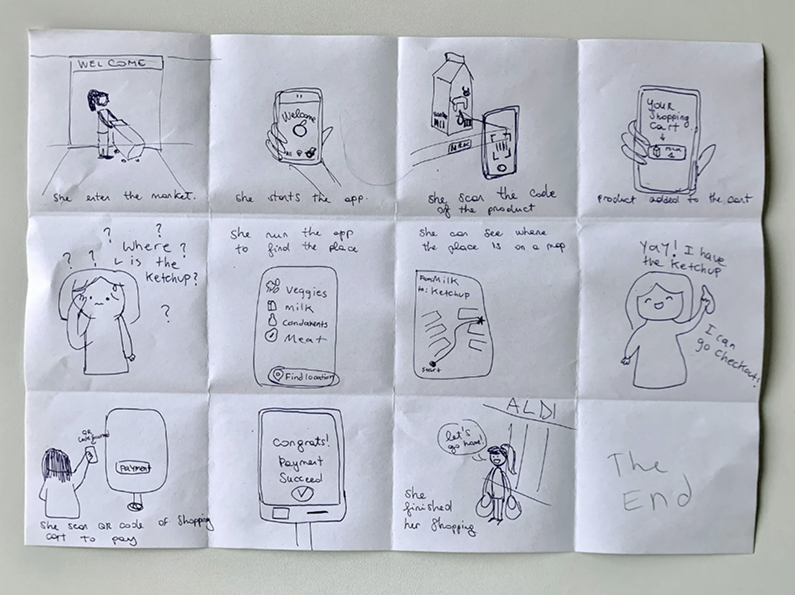 WELCOME
She enter the market.
Welcome
She starts the app.
MILK
She scan the code
of the product
Your
Shopping
Cart
product added to the cart
? ? ? ? ?
Where
is the
Ketchup?
?
She run the app
to find the place
Veggies
Milk
Condaments
Meat
Find location
She can see where
the place is on a map
From Milk
to: Ketchup
Start
Yay! I have
the Ketchup
I can
go checkout!
QR
Payment
She scan QR code of shopping
cart to pay
Congrats!
Payment
Succeed
ALDI
let's
go home!
She
finished
her shopping
The
End